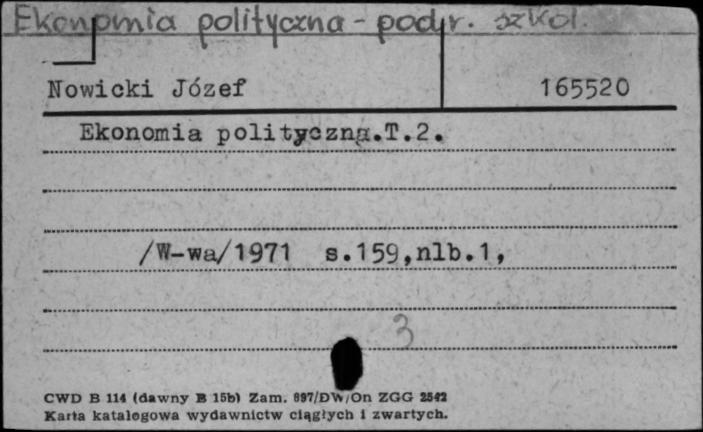 Ekonomia polityczna - podr. szkol.
Nowicki Józef 165520
Ekonomia polityczna.T.2.
/W-wa/1971 s.159,nlb.1,
3
CWD B 114 (dawny B 15b) Zam. 897/DW/On ZGG 2542
Karta katalogowa wydawnictw ciągłych i zwartych.